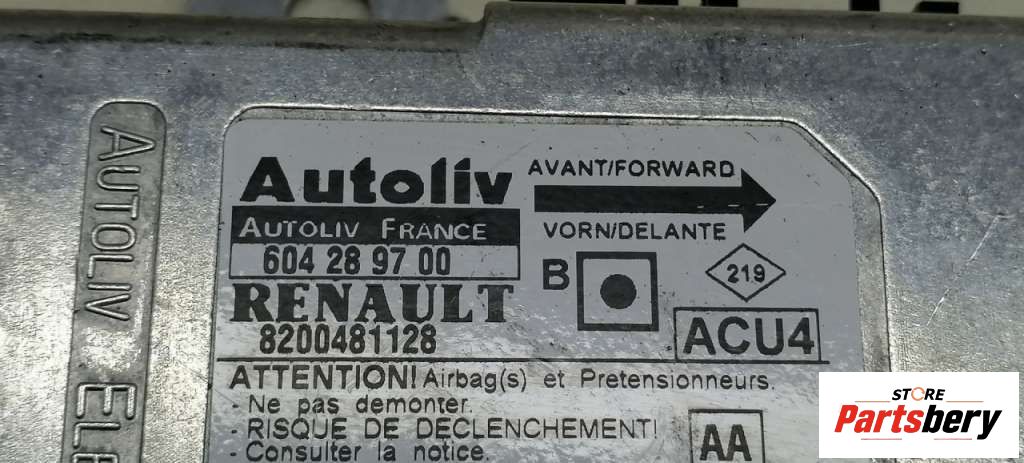 AUTOLIV
Autoliv
AUTOLIV FRANCE
604 28 97 00
RENAULT
8200481128
AVANT/FORWARD
VORN/DELANTE
B
219
ACU4
ATTENTION! Airbag(s) et Pretensionneurs.
- Ne pas demonter.
- RISQUE DE DECLENCHEMENT!
- Consulter la notice.
AA
STORE
Partsbery